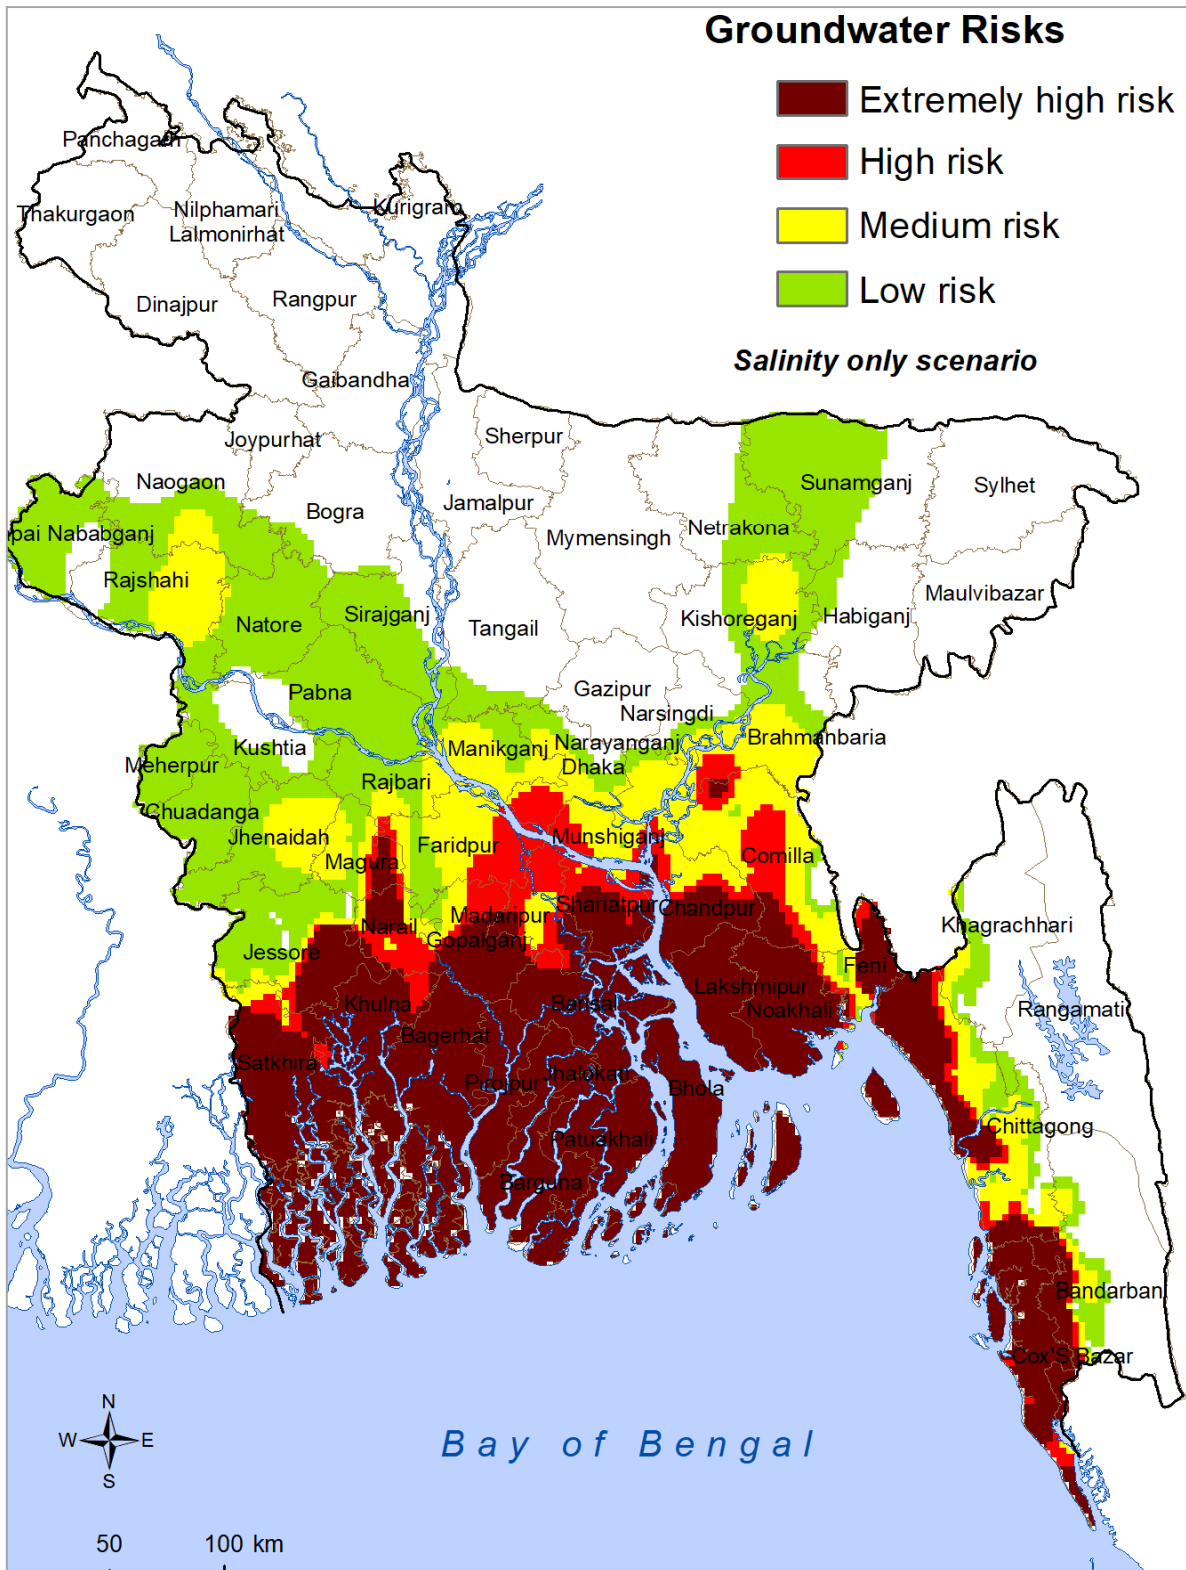 Groundwater Risks
Extremely high risk
High risk
Medium risk
Low risk
Salinity only scenario
Panchagarh
Thakurgaon
Nilphamari
Lalmonirhat
Kurigram
Dinajpur
Rangpur
Gaibandha
Joypurhat
Sherpur
Naogaon
Bogra
Jamalpur
Sunamganj
Sylhet
pai Nababganj
Mymensingh
Netrakona
Rajshahi
Natore
Sirajganj
Tangail
Kishoreganj
Habiganj
Maulvibazar
Pabna
Gazipur
Narsingdi
Kushtia
Meherpur
Manikganj
Narayanganj
Dhaka
Brahmanbaria
Rajbari
Chuadanga
Jhenaidah
Magura
Faridpur
Munshiganj
Comilla
Narail
Madaripur
Shariatpur
Chandpur
Gopalganj
Jessore
Khagrachhari
Feni
Khulna
Barisal
Lakshmipur
Noakhali
Rangamati
Bagerhat
Satkhira
Pirojpur
Jhalokati
Bhola
Patuakhali
Chittagong
Barguna
Bandarban
Cox'S Bazar
N
W E
S
Bay of Bengal
50 100 km